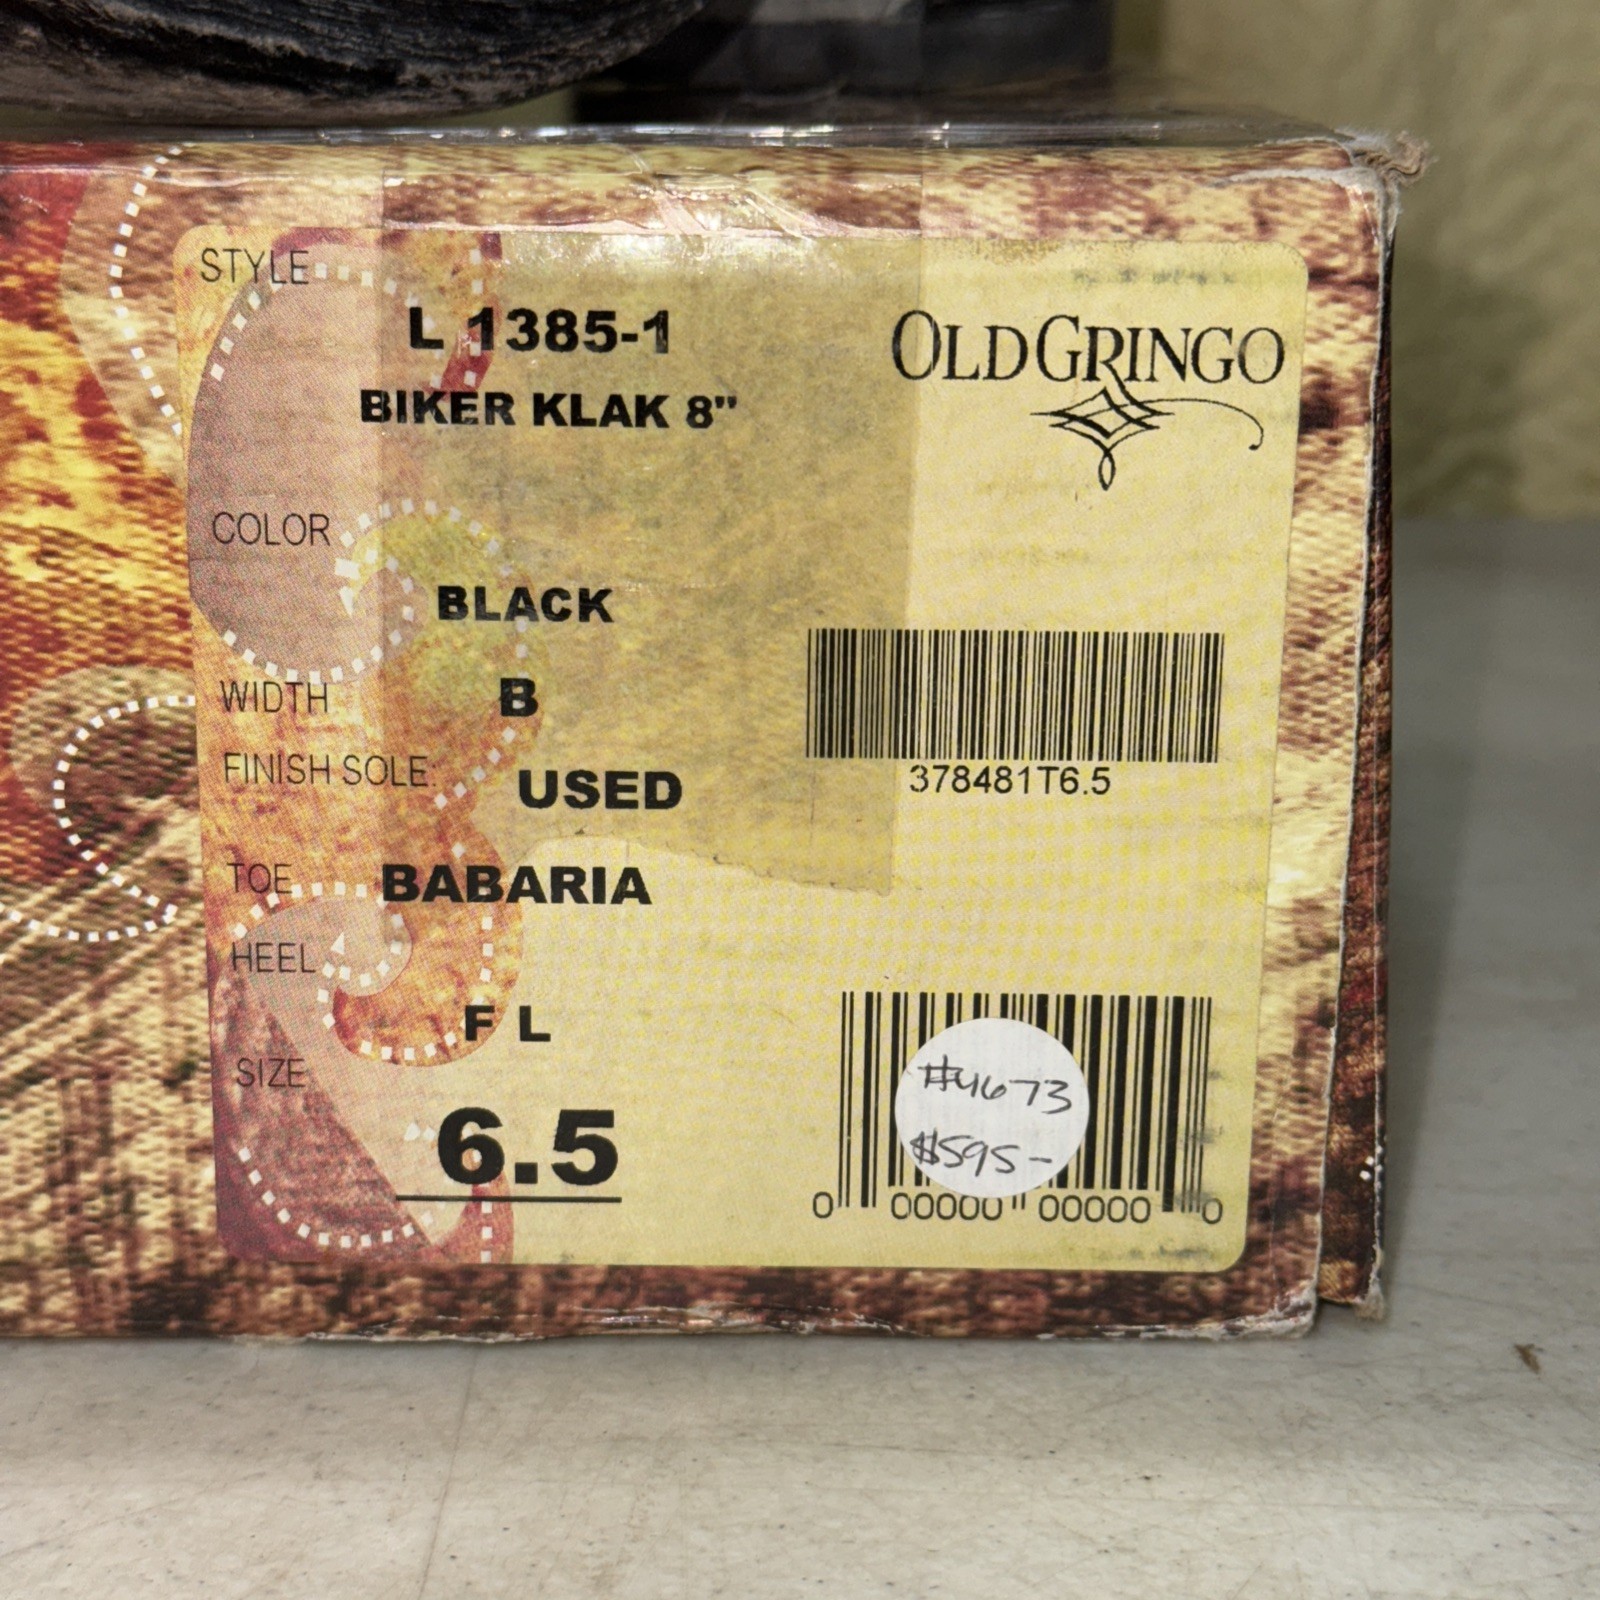 STYLE
L 1385-1
BIKER KLAK 8"
OLD GRINGO
COLOR
BLACK
WIDTH B
FINISH SOLE: USED
378481T6.5
TOE BABARIA
HEEL
F L
SIZE
6.5
#4673
$595-
0 00000 00000 0